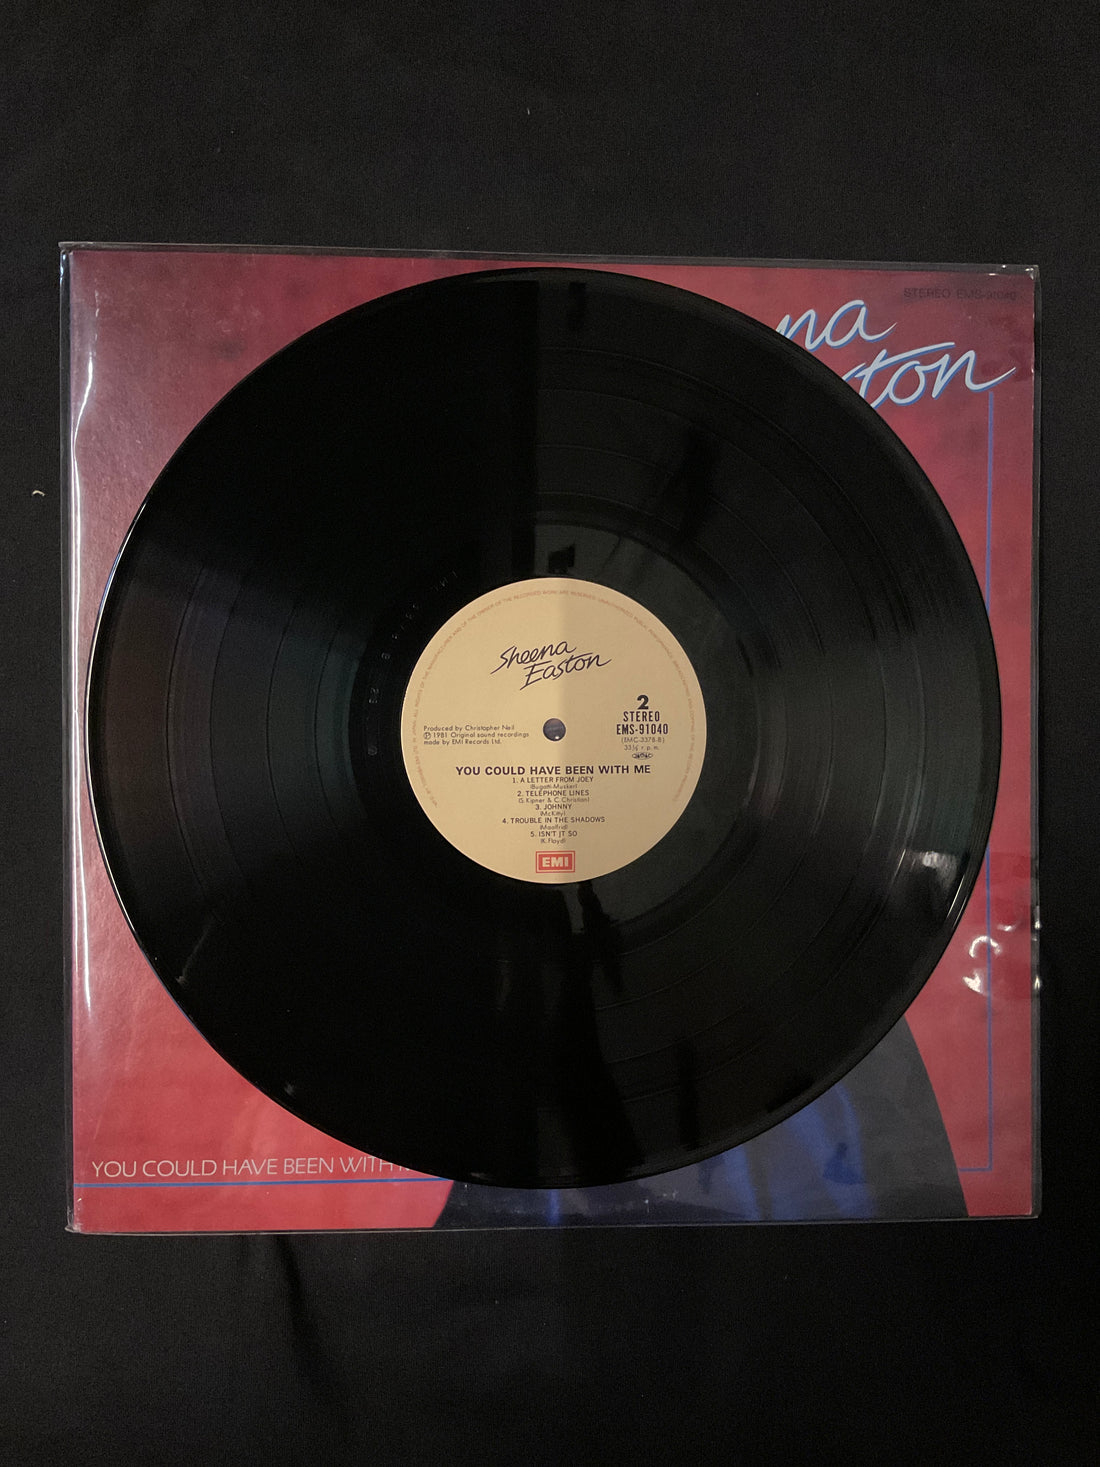 STEREO EMS-91040
na
ston
Sheena
Easton
2
STEREO
EMS-91040
(EMC-3378-B)
33⅓ r.p.m.
Produced by Christopher Neil
Ⓟ 1981 Original sound recordings
made by EMI Records Ltd.
YOU COULD HAVE BEEN WITH ME
1. A LETTER FROM JOEY
(Bugatti-Musker)
2. TELEPHONE LINES
(S. Kipner & C. Christian)
3. JOHNNY
(McKitty)
4. TROUBLE IN THE SHADOWS
(Maalfrid)
5. ISN'T IT SO
(K. Floyd)
EMI
YOU COULD HAVE BEEN WITH